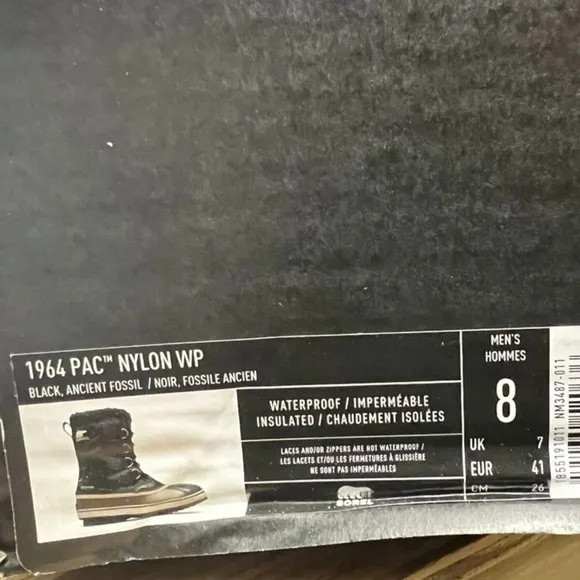 1964 PAC™ NYLON WP
BLACK, ANCIENT FOSSIL / NOIR, FOSSILE ANCIEN
WATERPROOF / IMPERMÉABLE
INSULATED / CHAUDEMENT ISOLÉES
LACES AND/OR ZIPPERS ARE NOT WATERPROOF /
LES LACETS ET/OU LES FERMETURES À GLISSIÈRE
NE SONT PAS IMPERMÉABLES
SOREL
MEN'S
HOMMES
8
UK 7
EUR 41
CM 26
855191011 NM3487-011